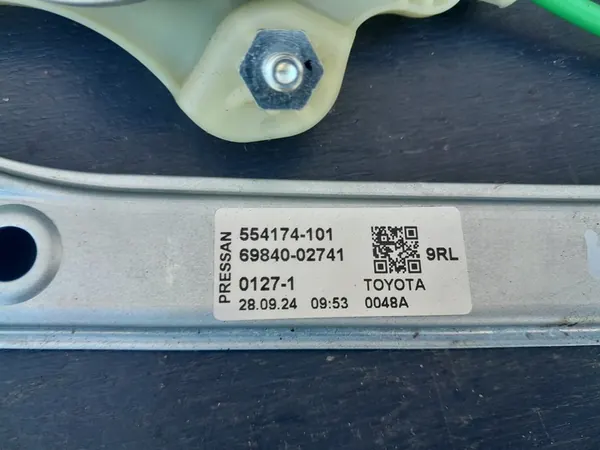 PRESSAN
554174-101
69840-02741
9RL
0127-1
TOYOTA
28.09.24 09:53
0048A